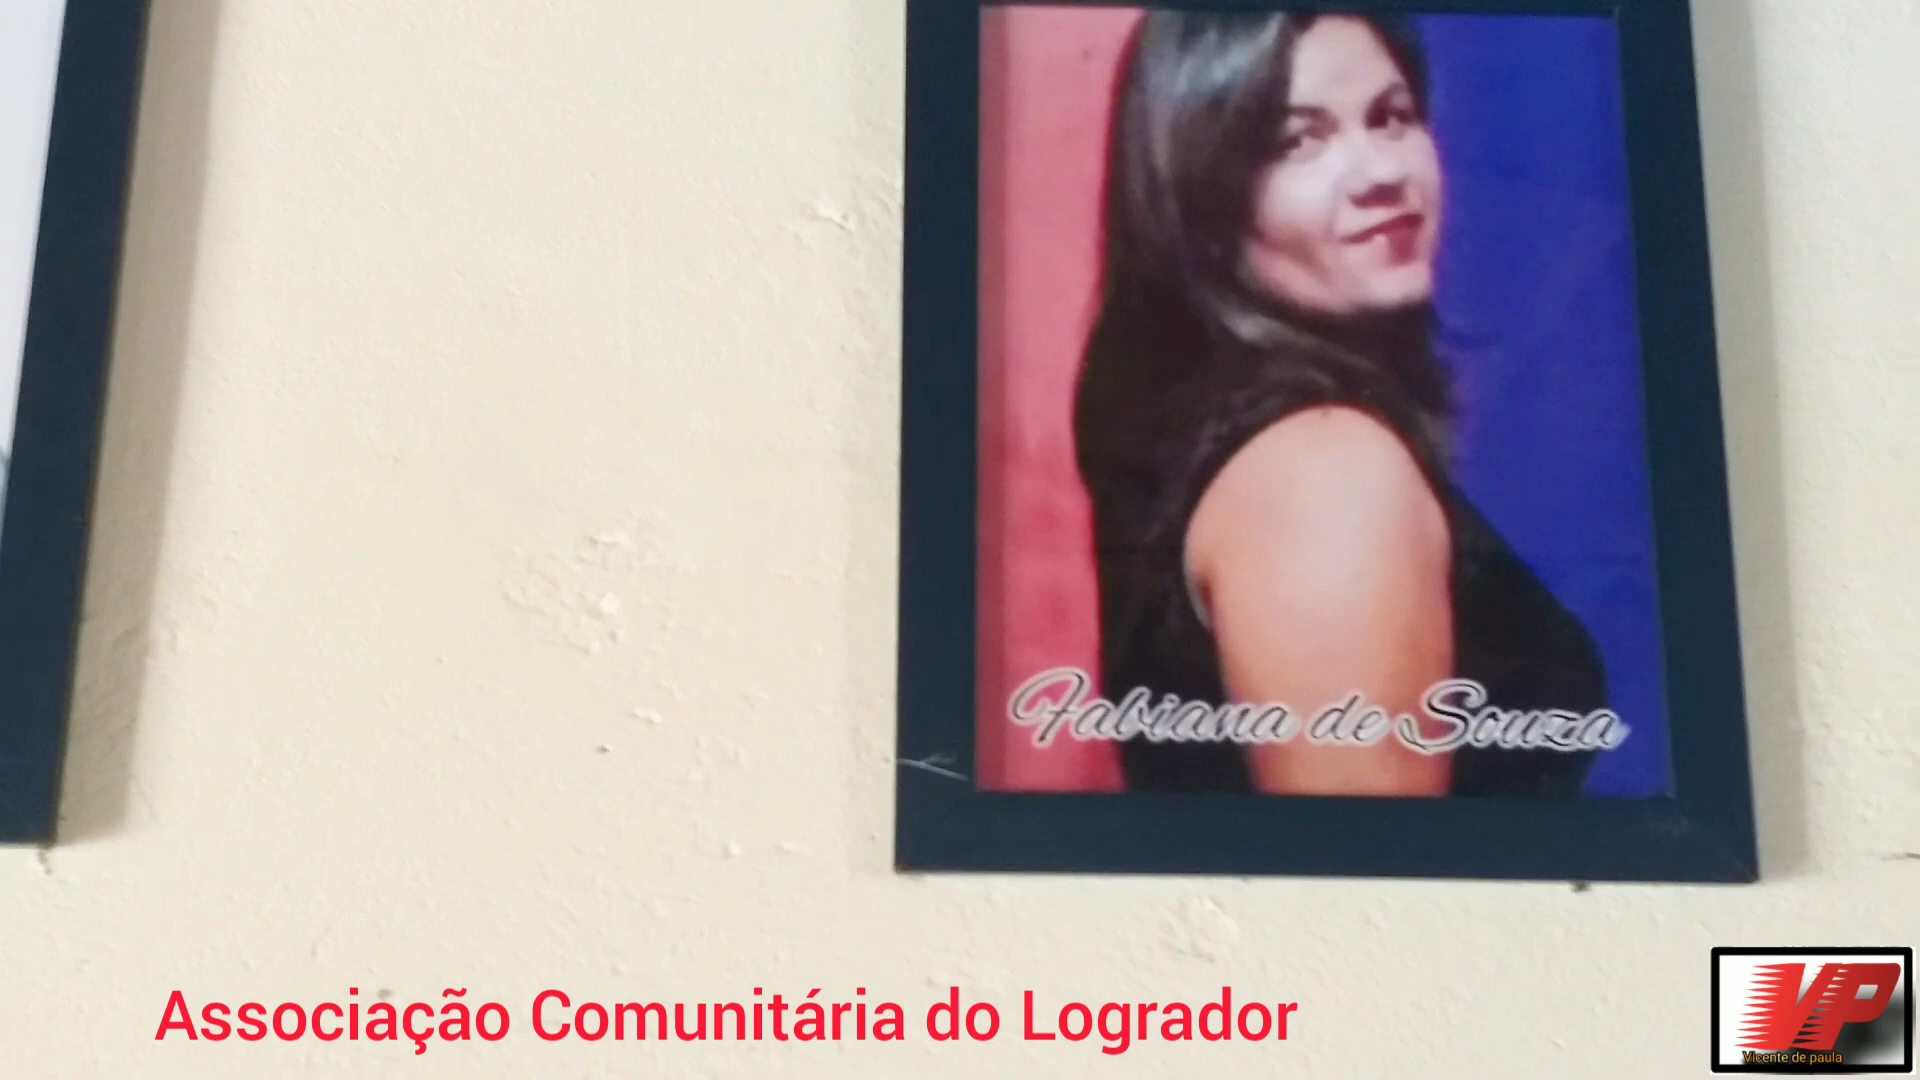 Fabiana de Souza
Associação Comunitária do Logrador
VP
Vicente de paula